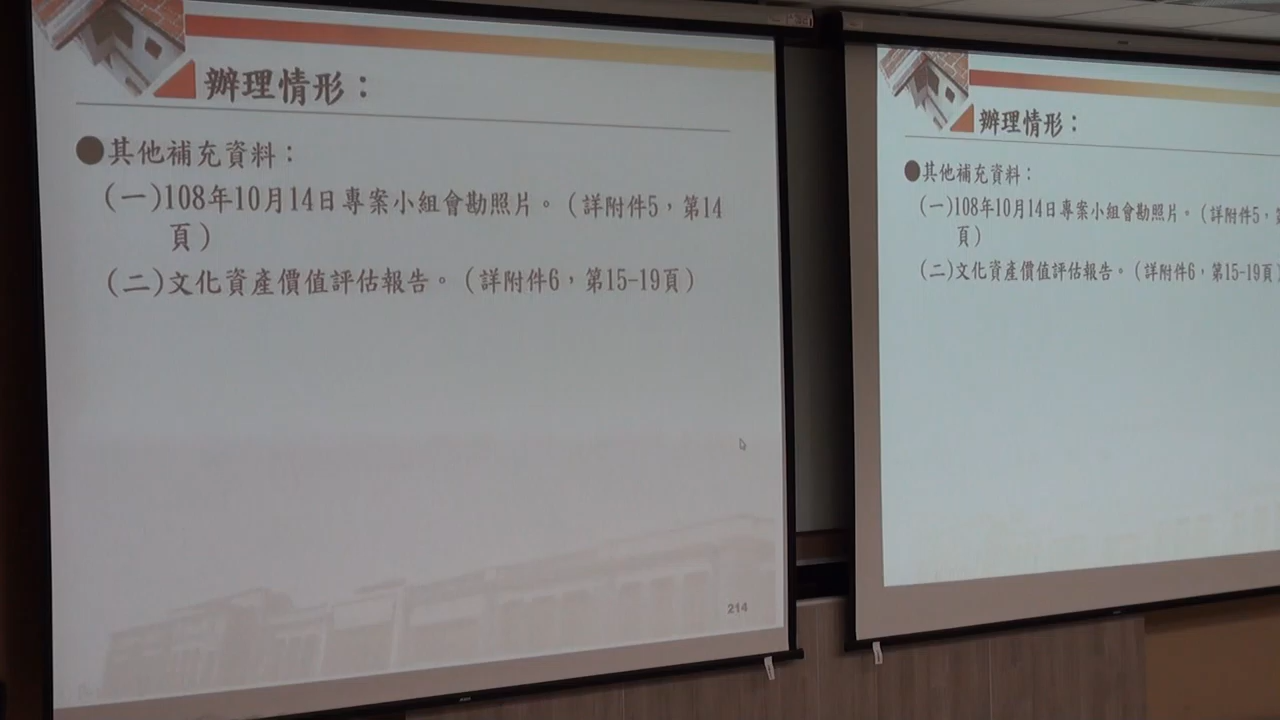 辦理情形：
●其他補充資料：
(一)108年10月14日專案小組會勘照片。（詳附件5，第14
頁）
(二)文化資產價值評估報告。（詳附件6，第15-19頁）
214
辦理情形：
●其他補充資料：
(一)108年10月14日專案小組會勘照片。（詳附件5，
頁）
(二)文化資產價值評估報告。（詳附件6，第15-19頁